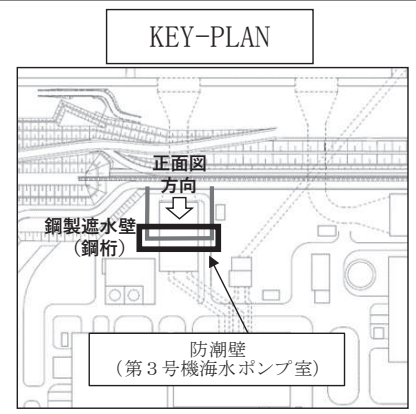 KEY-PLAN
正面図
方向
鋼製遮水壁
（鋼桁）
防潮壁
（第３号機海水ポンプ室）